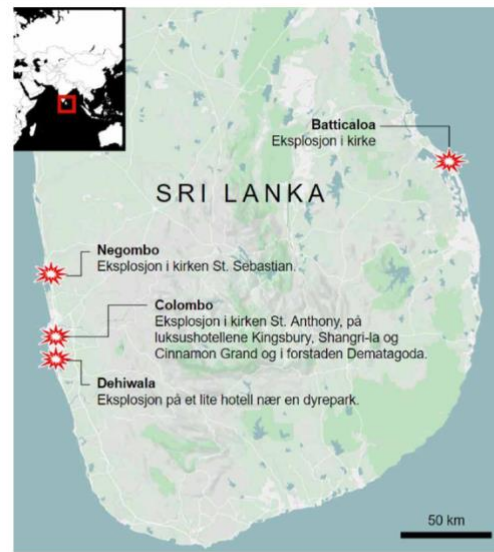 Batticaloa
Eksplosjon i kirke
SRI LANKA
Negombo
Eksplosjon i kirken St. Sebastian.
Colombo
Eksplosjon i kirken St. Anthony, på
luksushotellene Kingsbury, Shangri-la og
Cinnamon Grand og i forstaden Dematagoda.
Dehiwala
Eksplosjon på et lite hotell nær en dyrepark.
50 km